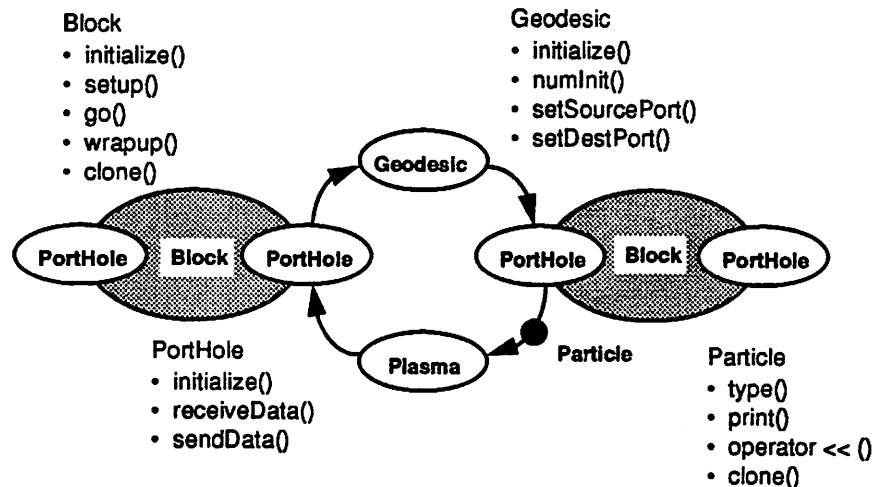 Block
• initialize()
• setup()
• go()
• wrapup()
• clone()
Geodesic
• initialize()
• numInit()
• setSourcePort()
• setDestPort()
Geodesic
PortHole
Block
PortHole
PortHole
Block
PortHole
Plasma
Particle
PortHole
• initialize()
• receiveData()
• sendData()
Particle
• type()
• print()
• operator << ()
• clone()